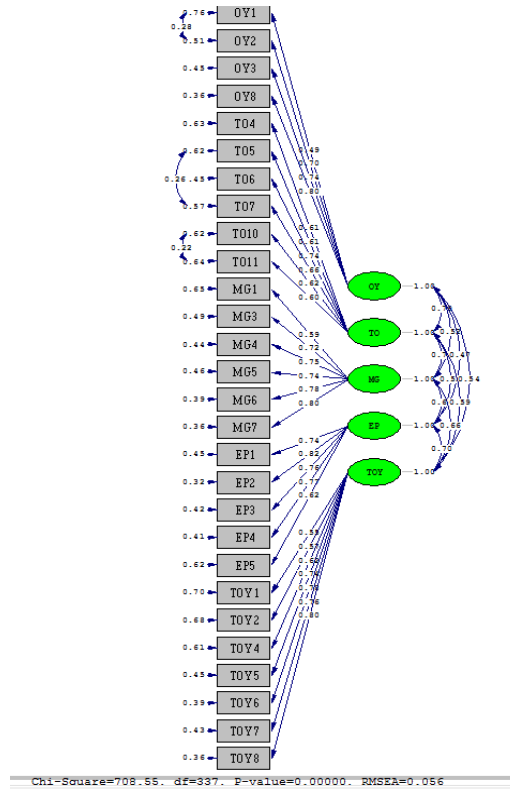 0.76 OY1
0.28
0.51 OY2
0.45 OY3
0.36 OY8
0.63 TO4
0.62 TO5
0.26 0.45 TO6
0.57 TO7
0.62 TO10
0.22
0.64 TO11
0.65 MG1
0.49 MG3
0.44 MG4
0.46 MG5
0.39 MG6
0.36 MG7
0.45 EP1
0.32 EP2
0.42 EP3
0.41 EP4
0.62 EP5
0.70 TOY1
0.68 TOY2
0.61 TOY4
0.45 TOY5
0.39 TOY6
0.43 TOY7
0.36 TOY8
0.49
0.70
0.74
0.80
0.61
0.61
0.74
0.66
0.62
0.60
0.59
0.72
0.75
0.74
0.78
0.80
0.74
0.82
0.76
0.77
0.62
0.76
0.80
OY 1.00
TO 1.00
MG 1.00
EP 1.00
TOY 1.00
0.47
0.54
0.59
0.66
0.70
Chi-Square=708.55, df=337, P-value=0.00000, RMSEA=0.056